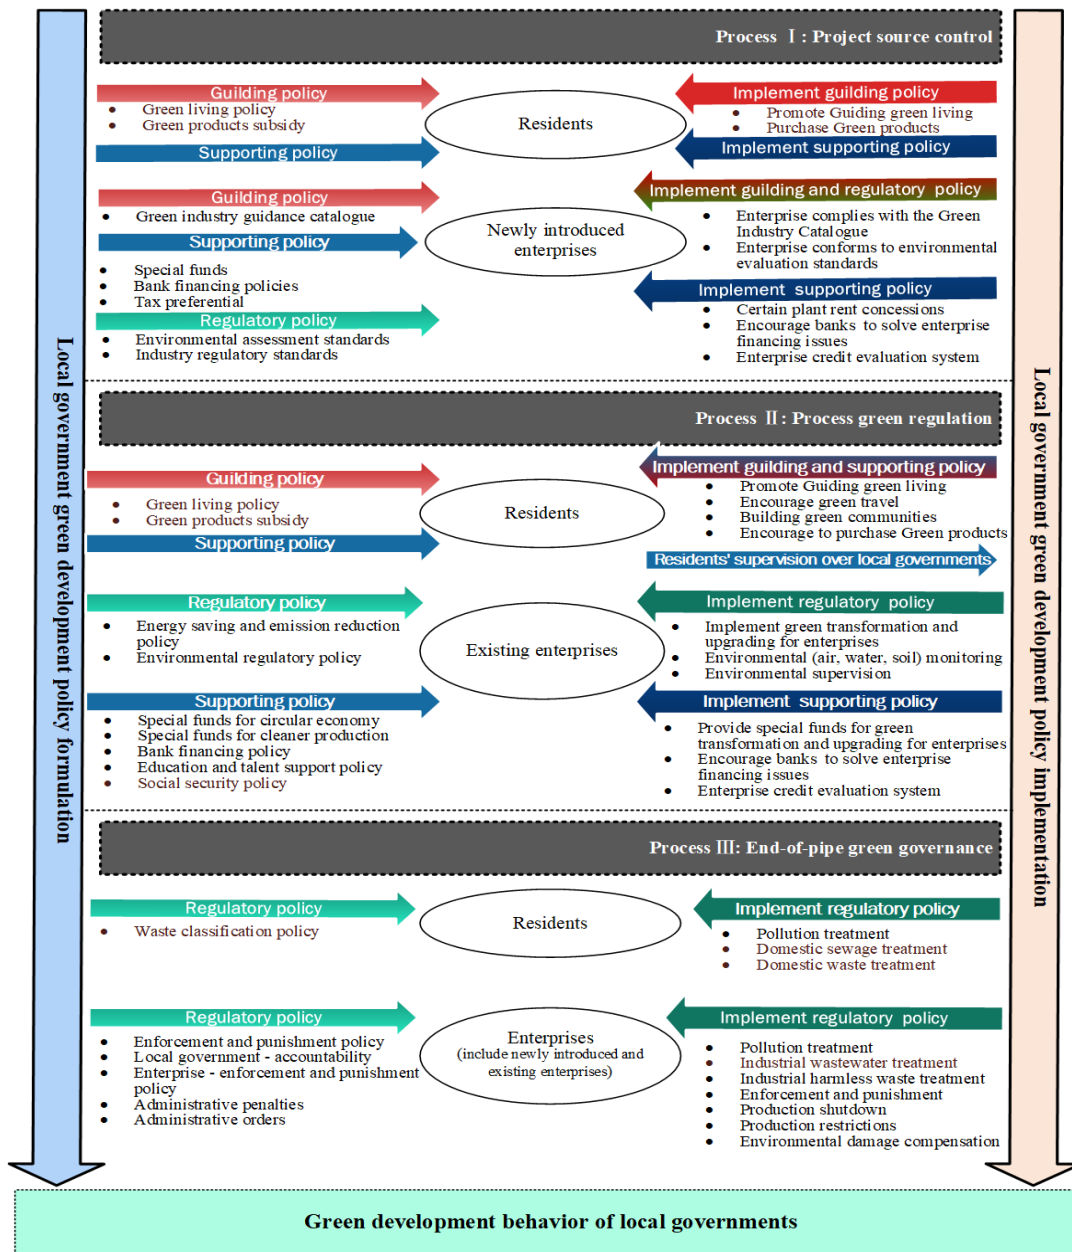 Process Ⅰ: Project source control
Guilding policy
• Green living policy
• Green products subsidy
Supporting policy
Residents
Implement guilding policy
• Promote Guiding green living
• Purchase Green products
Implement supporting policy
Guilding policy
• Green industry guidance catalogue
Supporting policy
• Special funds
• Bank financing policies
• Tax preferential
Regulatory policy
• Environmental assessment standards
• Industry regulatory standards
Newly introduced
enterprises
Implement guilding and regulatory policy
• Enterprise complies with the Green
Industry Catalogue
• Enterprise conforms to environmental
evaluation standards
Implement supporting policy
• Certain plant rent concessions
• Encourage banks to solve enterprise
financing issues
• Enterprise credit evaluation system
Local government green development policy formulation
Local government green development policy implementation
Process Ⅱ: Process green regulation
Guilding policy
• Green living policy
• Green products subsidy
Supporting policy
Residents
Implement guilding and supporting policy
• Promote Guiding green living
• Encourage green travel
• Building green communities
• Encourage to purchase Green products
Residents' supervision over local governments
Regulatory policy
• Energy saving and emission reduction
policy
• Environmental regulatory policy
Supporting policy
• Special funds for circular economy
• Special funds for cleaner production
• Bank financing policy
• Education and talent support policy
• Social security policy
Existing enterprises
Implement regulatory policy
• Implement green transformation and
upgrading for enterprises
• Environmental (air, water, soil) monitoring
• Environmental supervision
Implement supporting policy
• Provide special funds for green
transformation and upgrading for enterprises
• Encourage banks to solve enterprise
financing issues
• Enterprise credit evaluation system
Process Ⅲ: End-of-pipe green governance
Regulatory policy
• Waste classification policy
Residents
Implement regulatory policy
• Pollution treatment
• Domestic sewage treatment
• Domestic waste treatment
Regulatory policy
• Enforcement and punishment policy
• Local government - accountability
• Enterprise - enforcement and punishment
policy
• Administrative penalties
• Administrative orders
Enterprises
(include newly introduced and
existing enterprises)
Implement regulatory policy
• Pollution treatment
• Industrial wastewater treatment
• Industrial harmless waste treatment
• Enforcement and punishment
• Production shutdown
• Production restrictions
• Environmental damage compensation
Green development behavior of local governments